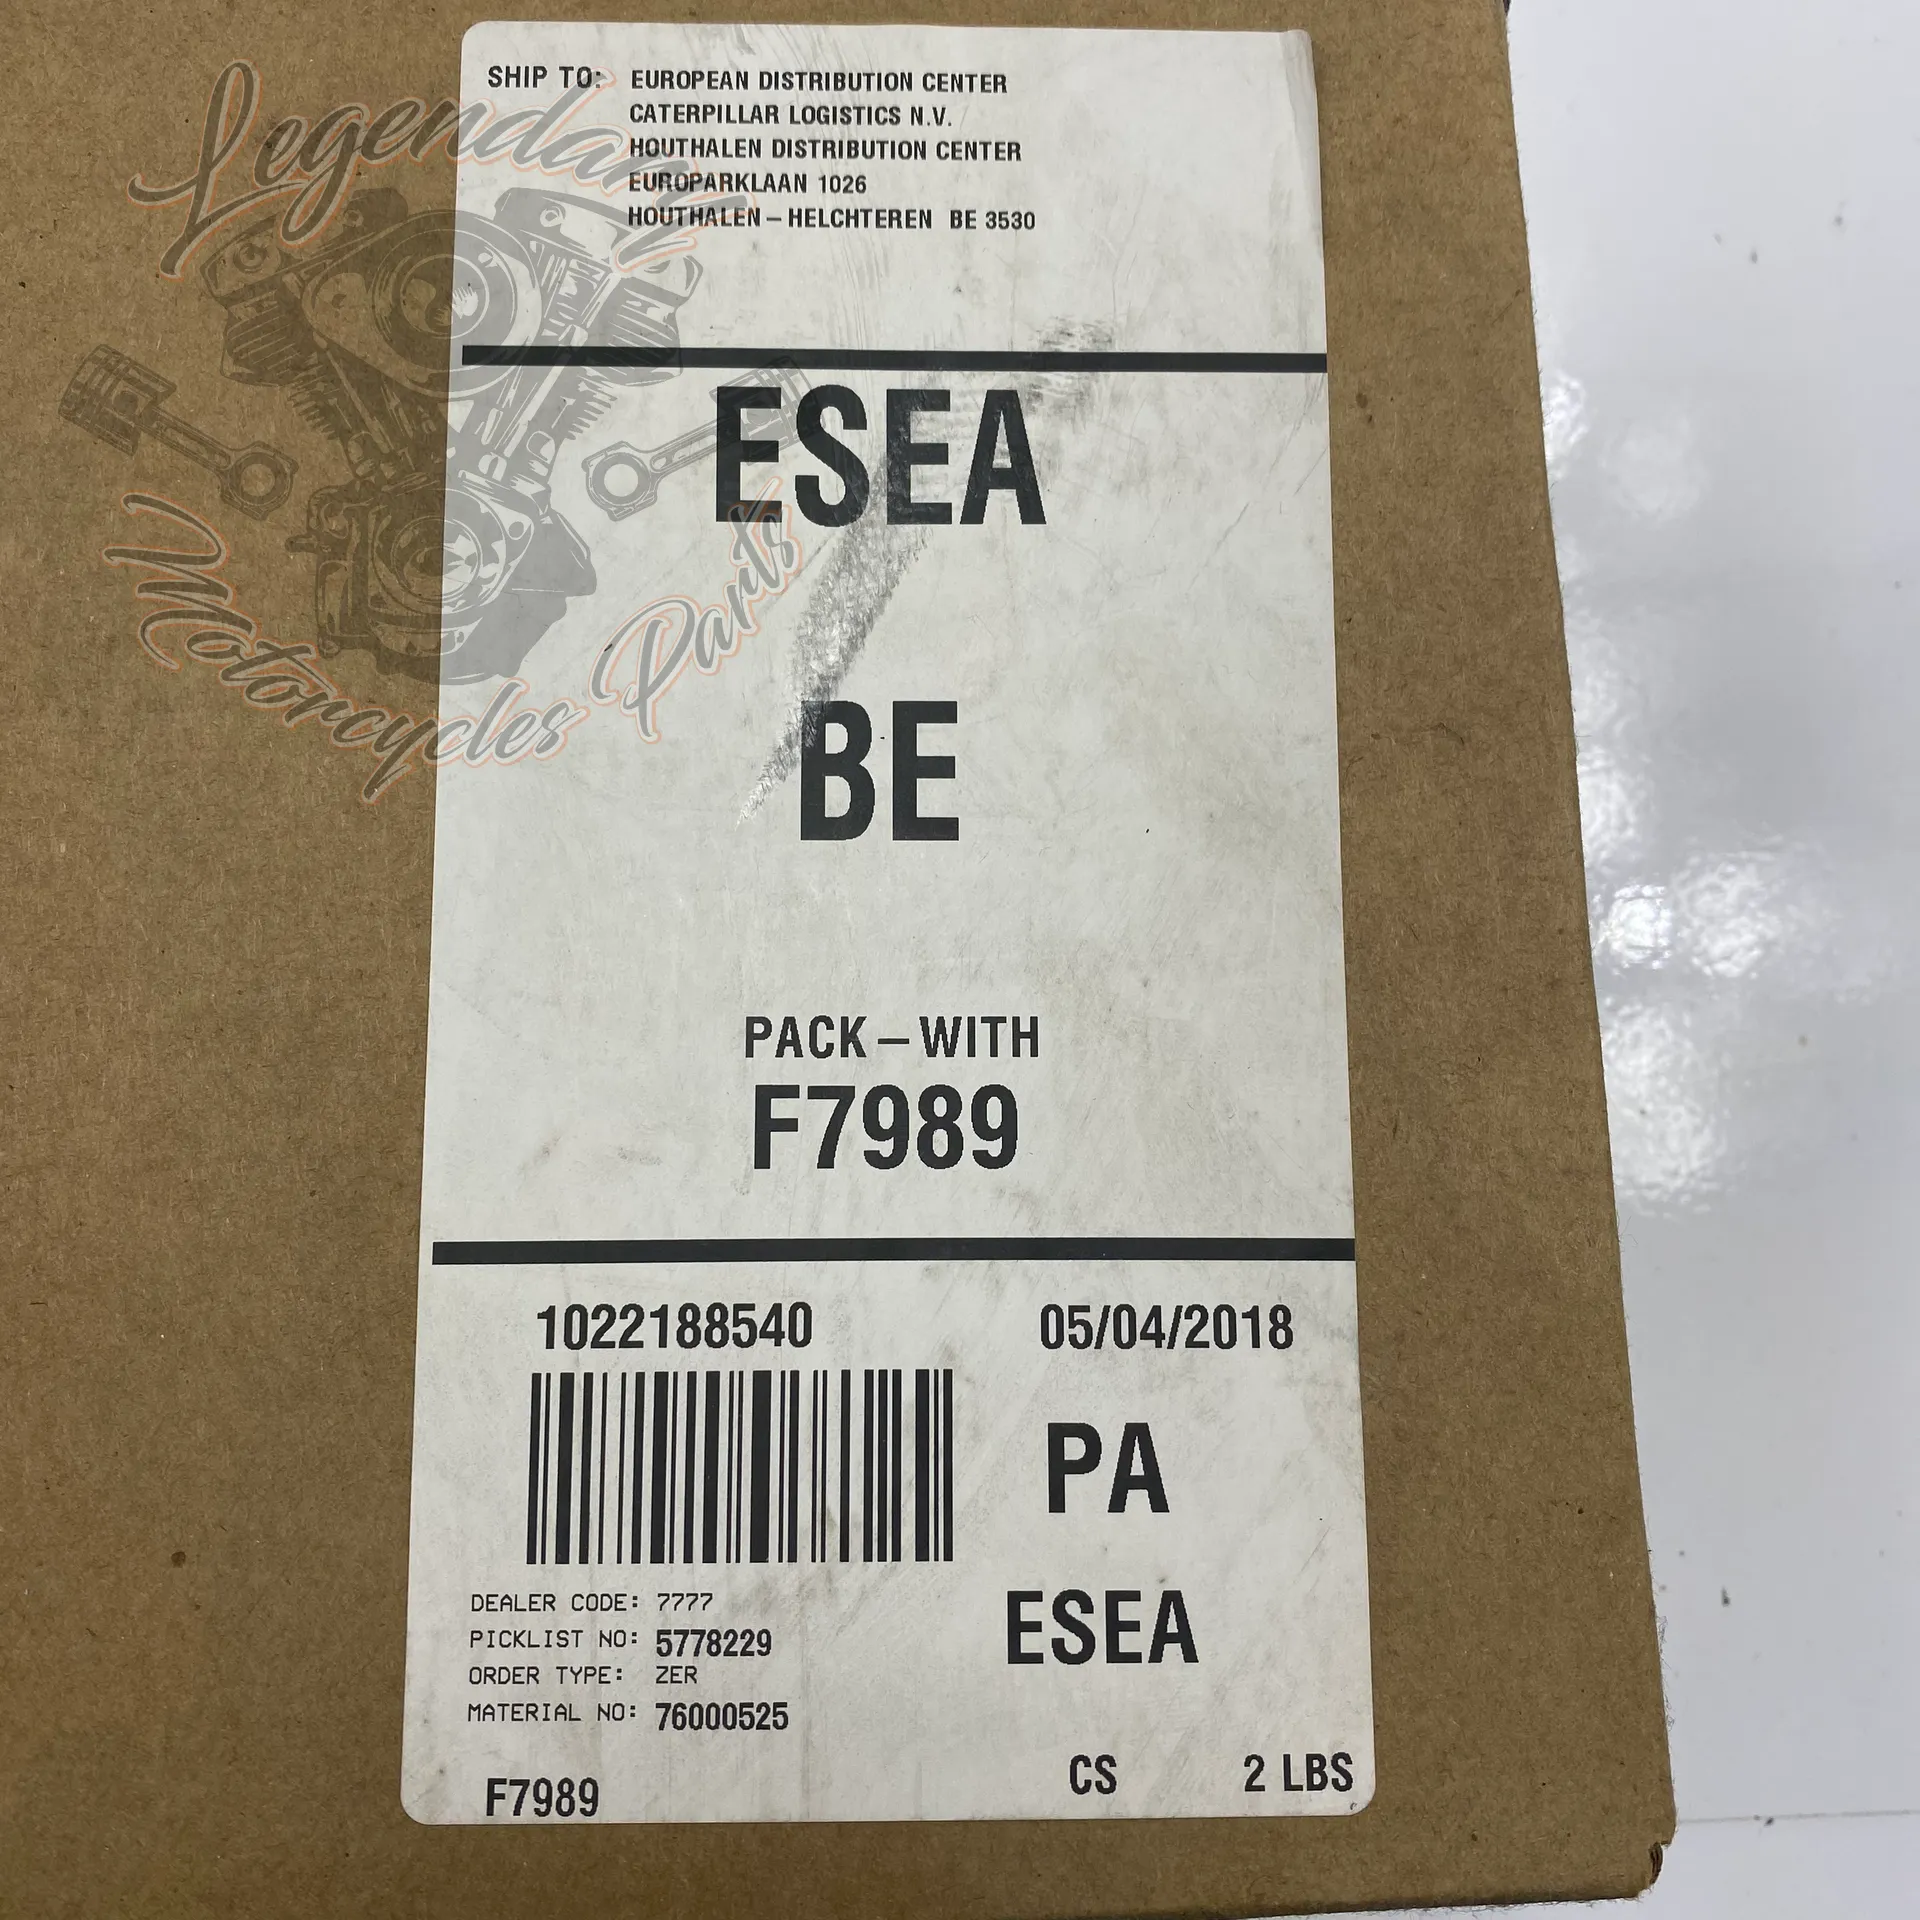 SHIP TO: EUROPEAN DISTRIBUTION CENTER
CATERPILLAR LOGISTICS N.V.
HOUTHALEN DISTRIBUTION CENTER
EUROPARKLAAN 1026
HOUTHALEN – HELCHTEREN BE 3530
Legendary
Motorcycles Parts
ESEA
BE
PACK – WITH
F7989
1022188540 05/04/2018
PA
ESEA
DEALER CODE: 7777
PICKLIST NO: 5778229
ORDER TYPE: ZER
MATERIAL NO: 76000525
F7989 CS 2 LBS